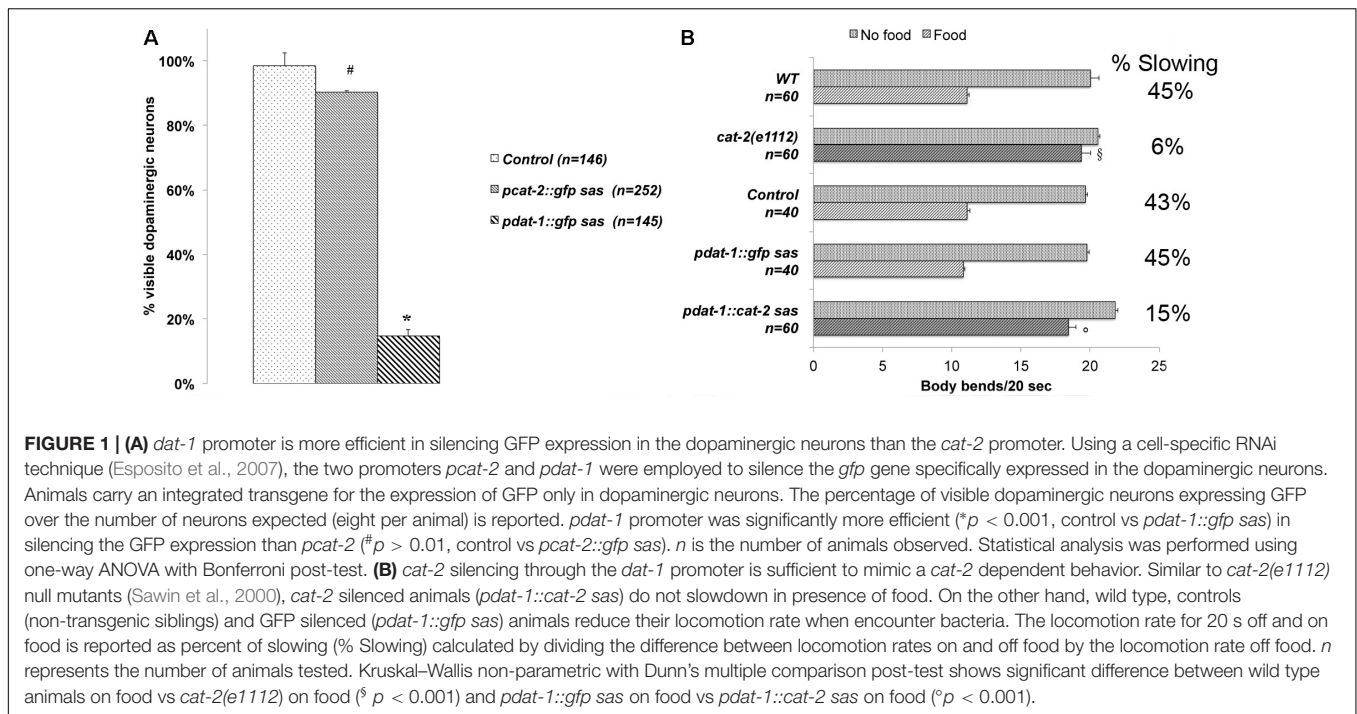 A
100%
80%
60%
40%
20%
0%
% visible dopaminergic neurons
#
*
Control (n=146)
pcat-2::gfp sas (n=252)
pdat-1::gfp sas (n=145)
B
No food Food
% Slowing
WT
n=60
45%
cat-2(e1112)
n=60
§
6%
Control
n=40
43%
pdat-1::gfp sas
n=40
45%
pdat-1::cat-2 sas
n=60
°
15%
0 5 10 15 20 25
Body bends/20 sec
FIGURE 1 | (A) dat-1 promoter is more efficient in silencing GFP expression in the dopaminergic neurons than the cat-2 promoter. Using a cell-specific RNAi
technique (Esposito et al., 2007), the two promoters pcat-2 and pdat-1 were employed to silence the gfp gene specifically expressed in the dopaminergic neurons.
Animals carry an integrated transgene for the expression of GFP only in dopaminergic neurons. The percentage of visible dopaminergic neurons expressing GFP
over the number of neurons expected (eight per animal) is reported. pdat-1 promoter was significantly more efficient (*p < 0.001, control vs pdat-1::gfp sas) in
silencing the GFP expression than pcat-2 (#p > 0.01, control vs pcat-2::gfp sas). n is the number of animals observed. Statistical analysis was performed using
one-way ANOVA with Bonferroni post-test. (B) cat-2 silencing through the dat-1 promoter is sufficient to mimic a cat-2 dependent behavior. Similar to cat-2(e1112)
null mutants (Sawin et al., 2000), cat-2 silenced animals (pdat-1::cat-2 sas) do not slowdown in presence of food. On the other hand, wild type, controls
(non-transgenic siblings) and GFP silenced (pdat-1::gfp sas) animals reduce their locomotion rate when encounter bacteria. The locomotion rate for 20 s off and on
food is reported as percent of slowing (% Slowing) calculated by dividing the difference between locomotion rates on and off food by the locomotion rate off food. n
represents the number of animals tested. Kruskal–Wallis non-parametric with Dunn's multiple comparison post-test shows significant difference between wild type
animals on food vs cat-2(e1112) on food (§ p < 0.001) and pdat-1::gfp sas on food vs pdat-1::cat-2 sas on food (°p < 0.001).